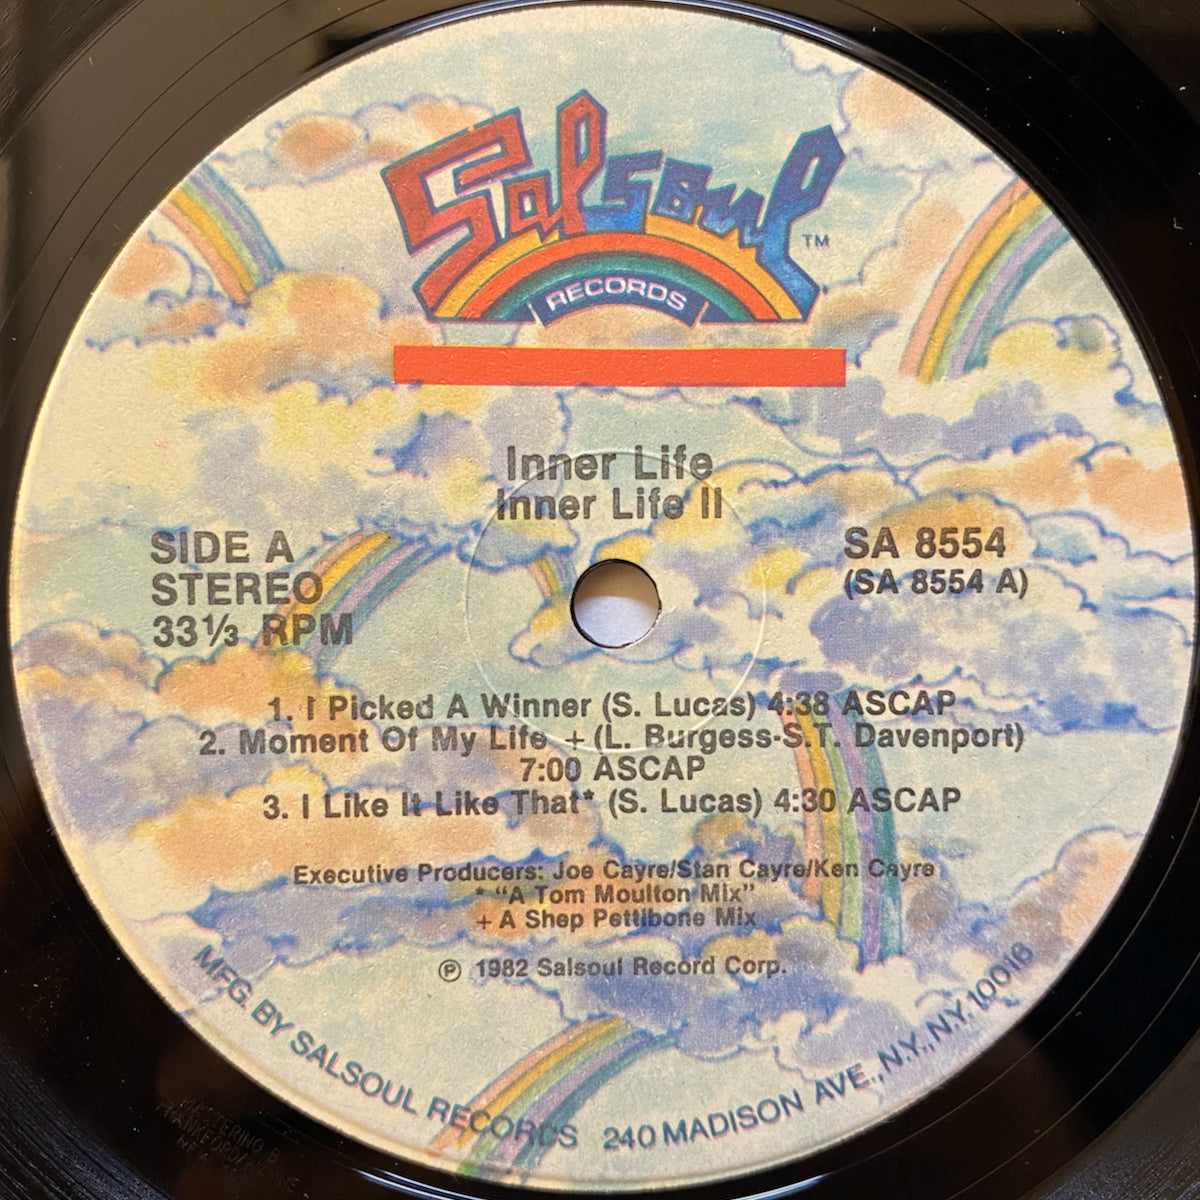 Salsoul TM
RECORDS
Inner Life
Inner Life II
SIDE A
STEREO
33⅓ RPM
SA 8554
(SA 8554 A)
1. I Picked A Winner (S. Lucas) 4:38 ASCAP
2. Moment Of My Life + (L. Burgess-S.T. Davenport)
7:00 ASCAP
3. I Like It Like That* (S. Lucas) 4:30 ASCAP
Executive Producers: Joe Cayre/Stan Cayre/Ken Cayre
* "A Tom Moulton Mix"
+ A Shep Pettibone Mix
℗ 1982 Salsoul Record Corp.
MFG. BY SALSOUL RECORDS 240 MADISON AVE., N.Y., N.Y. 10016